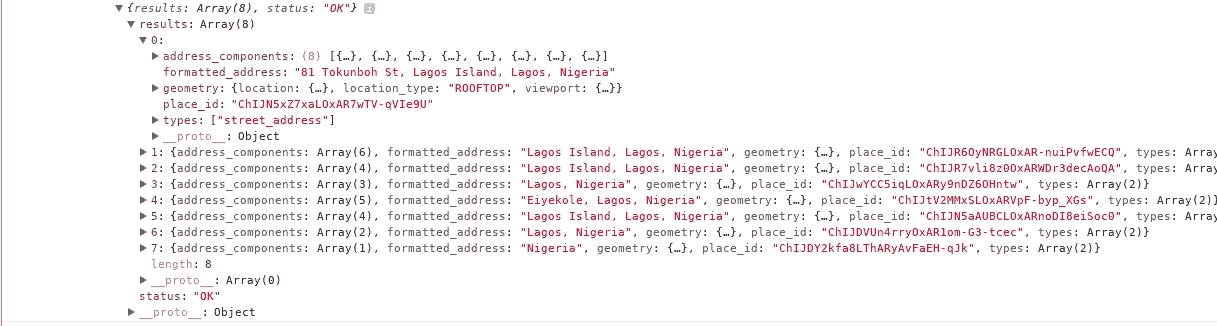 ▼{results: Array(8), status: "OK"} i
▼results: Array(8)
▼0:
▶address_components: (8) [{…}, {…}, {…}, {…}, {…}, {…}, {…}, {…}]
formatted_address: "81 Tokunboh St, Lagos Island, Lagos, Nigeria"
▶geometry: {location: {…}, location_type: "ROOFTOP", viewport: {…}}
place_id: "ChIJN5xZ7xaLOxAR7wTV-qVIe9U"
▶types: ["street_address"]
▶__proto__: Object
▶1: {address_components: Array(6), formatted_address: "Lagos Island, Lagos, Nigeria", geometry: {…}, place_id: "ChIJR6OyNRGLOxAR-nuiPvfwECQ", types: Array
▶2: {address_components: Array(4), formatted_address: "Lagos Island, Lagos, Nigeria", geometry: {…}, place_id: "ChIJR7vli8z0OxARWDr3decAoQA", types: Array
▶3: {address_components: Array(3), formatted_address: "Lagos, Nigeria", geometry: {…}, place_id: "ChIJwYCC5iqLOxARy9nDZ6OHntw", types: Array(2)}
▶4: {address_components: Array(5), formatted_address: "Eiyekole, Lagos, Nigeria", geometry: {…}, place_id: "ChIJtV2MMxSLOxARVpF-byp_XGs", types: Array(2)}
▶5: {address_components: Array(4), formatted_address: "Lagos Island, Lagos, Nigeria", geometry: {…}, place_id: "ChIJN5aAUBCLOxARnoDI8eiSoc0", types: Array
▶6: {address_components: Array(2), formatted_address: "Lagos, Nigeria", geometry: {…}, place_id: "ChIJDVUn4rryOxAR1om-G3-tcec", types: Array(2)}
▶7: {address_components: Array(1), formatted_address: "Nigeria", geometry: {…}, place_id: "ChIJDY2kfa8LThARyAvFaEH-qJk", types: Array(2)}
length: 8
▶__proto__: Array(0)
status: "OK"
▶__proto__: Object